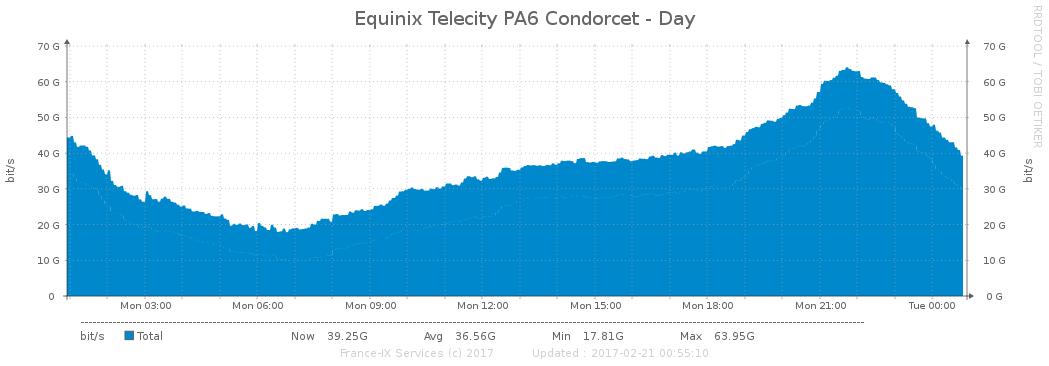 Equinix Telecity PA6 Condorcet - Day
RRDTOOL / TOBI OETIKER
70 G 70 G
60 G 60 G
50 G 50 G
40 G 40 G
30 G 30 G
20 G 20 G
10 G 10 G
0 0 G
bit/s bit/s
Mon 03:00 Mon 06:00 Mon 09:00 Mon 12:00 Mon 15:00 Mon 18:00 Mon 21:00 Tue 00:00
bit/s Total Now 39.25G Avg 36.56G Min 17.81G Max 63.95G
France-IX Services (c) 2017 Updated : 2017-02-21 00:55:10